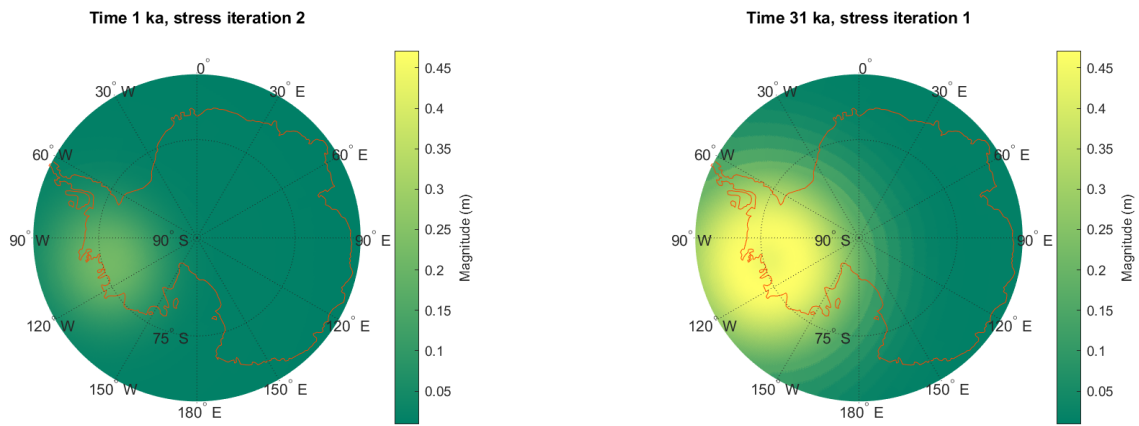 Time 1 ka, stress iteration 2
0°
30° W
30° E
60° W
60° E
90° W
90° S
90° E
120° W
120° E
75° S
150° W
150° E
180° E
0.45
0.4
0.35
0.3
0.25
0.2
0.15
0.1
0.05
Magnitude (m)
Time 31 ka, stress iteration 1
0°
30° W
30° E
60° W
60° E
90° W
90° S
90° E
120° W
120° E
75° S
150° W
150° E
180° E
0.45
0.4
0.35
0.3
0.25
0.2
0.15
0.1
0.05
Magnitude (m)